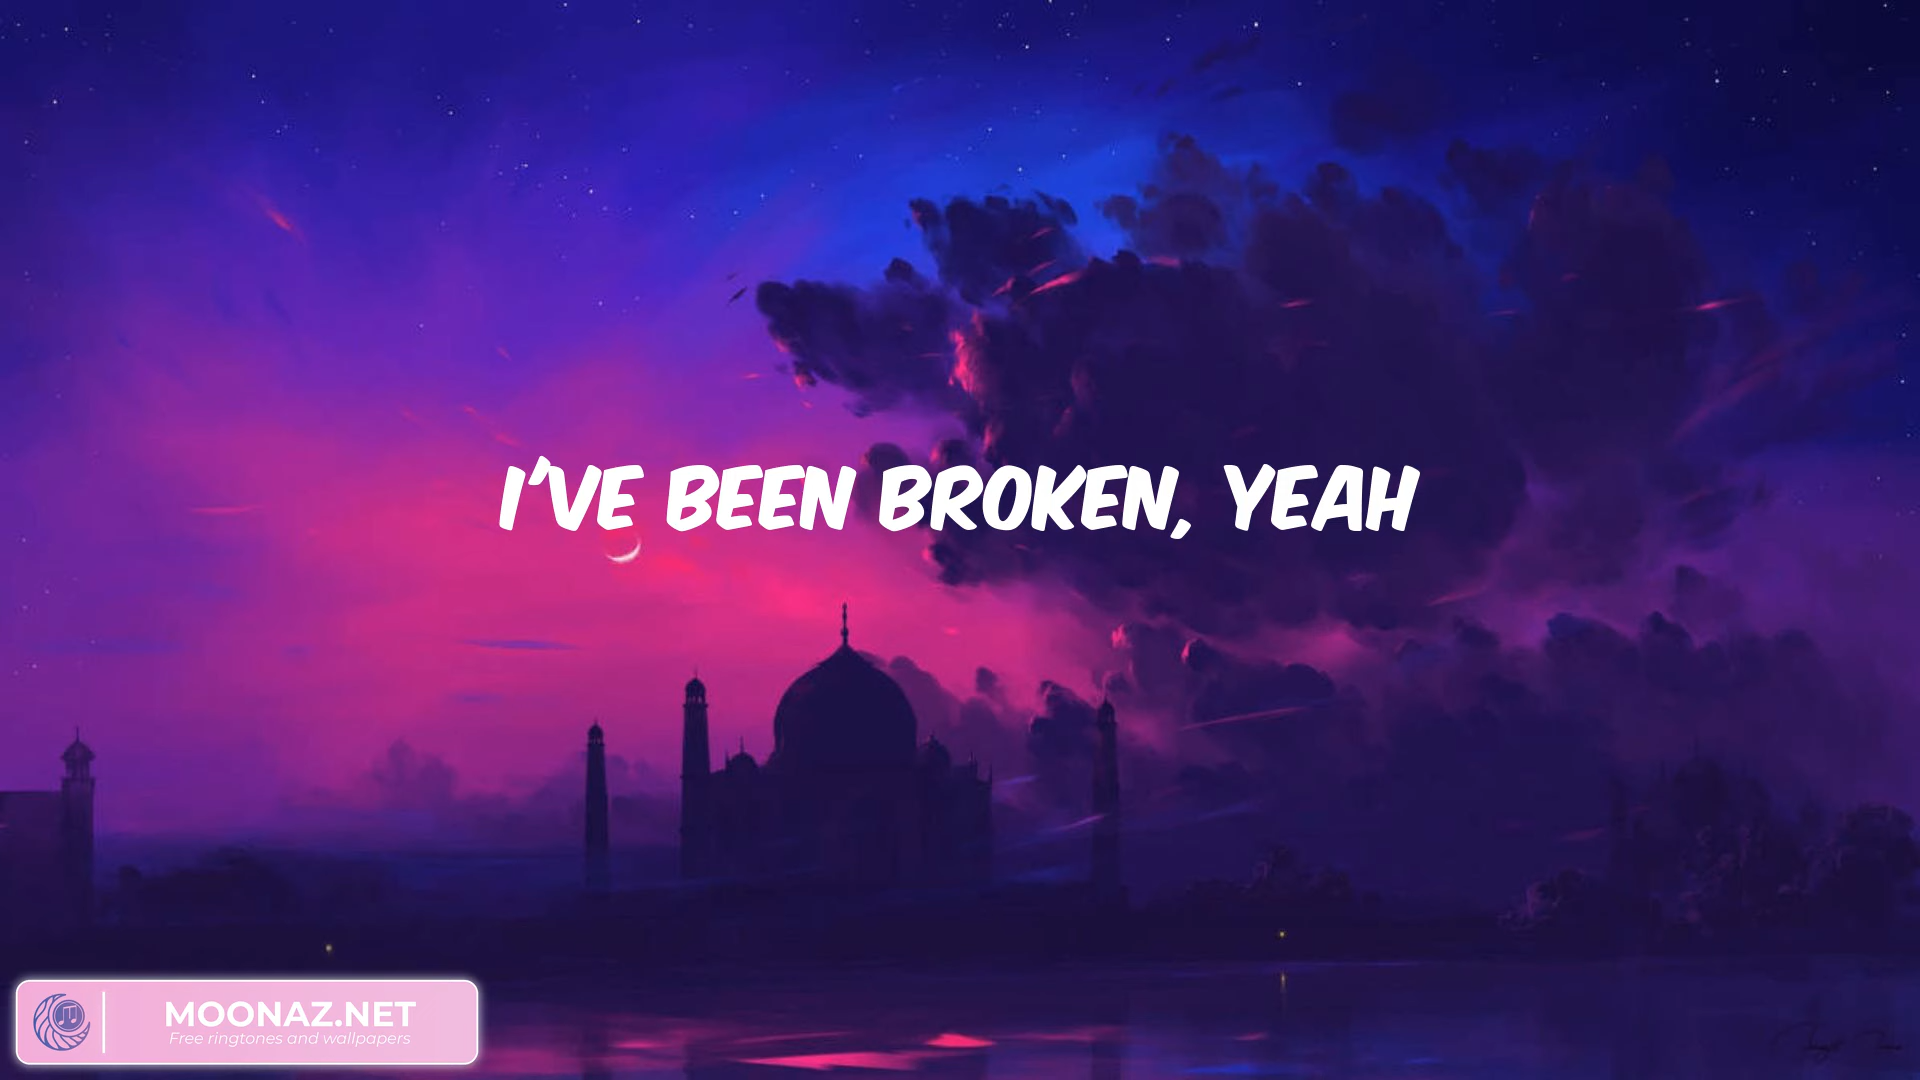 I'VE BEEN BROKEN, YEAH
MOONAZ.NET
Free ringtones and wallpapers